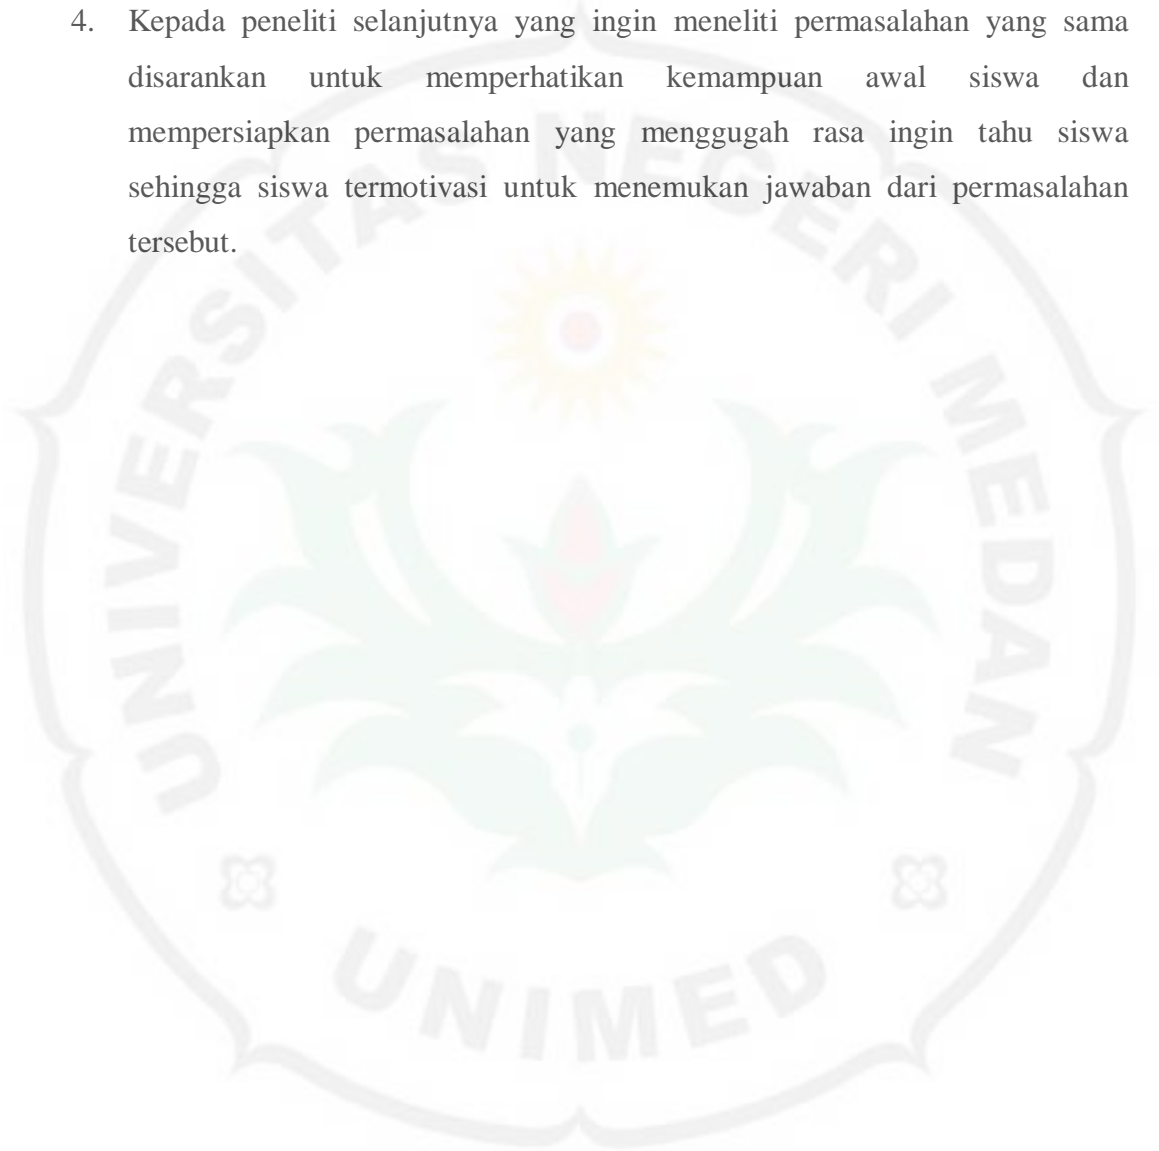 4. Kepada peneliti selanjutnya yang ingin meneliti permasalahan yang sama
disarankan untuk memperhatikan kemampuan awal siswa dan
mempersiapkan permasalahan yang menggugah rasa ingin tahu siswa
sehingga siswa termotivasi untuk menemukan jawaban dari permasalahan
tersebut.
UNIVERSITAS NEGERI MEDAN
UNIMED